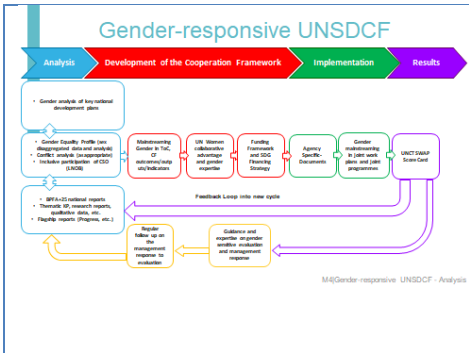 Gender-responsive UNSDCF
Analysis
Development of the Cooperation Framework
Implementation
Results
• Gender analysis of key national
development plans
• Gender Equality Profile (sex
disaggregated data and analysis)
• Conflict analysis (as appropriate)
• Inclusive participation of CSO
(LNOB)
Mainstreaming
Gender in ToC,
CF
outcomes/outp
uts/indicators
UN Women
collaborative
advantage and
gender
expertise
Funding
Framework
and SDG
Financing
Strategy
Agency
Specific-
Documents
Gender
mainstreaming
in joint work
plans and joint
programmes
UNCT SWAP
Score Card
• BPFA+25 national reports
• Thematic
research reports,
qualitative data, etc.
• Flagship reports (Progress, etc.)
Feedback Loop into new cycle
Regular
follow up on
the
management
response to
evaluation
Guidance and
expertise on gender
sensitive evaluation
and management
response
M4|Gender-responsive UNSDCF - Analysis